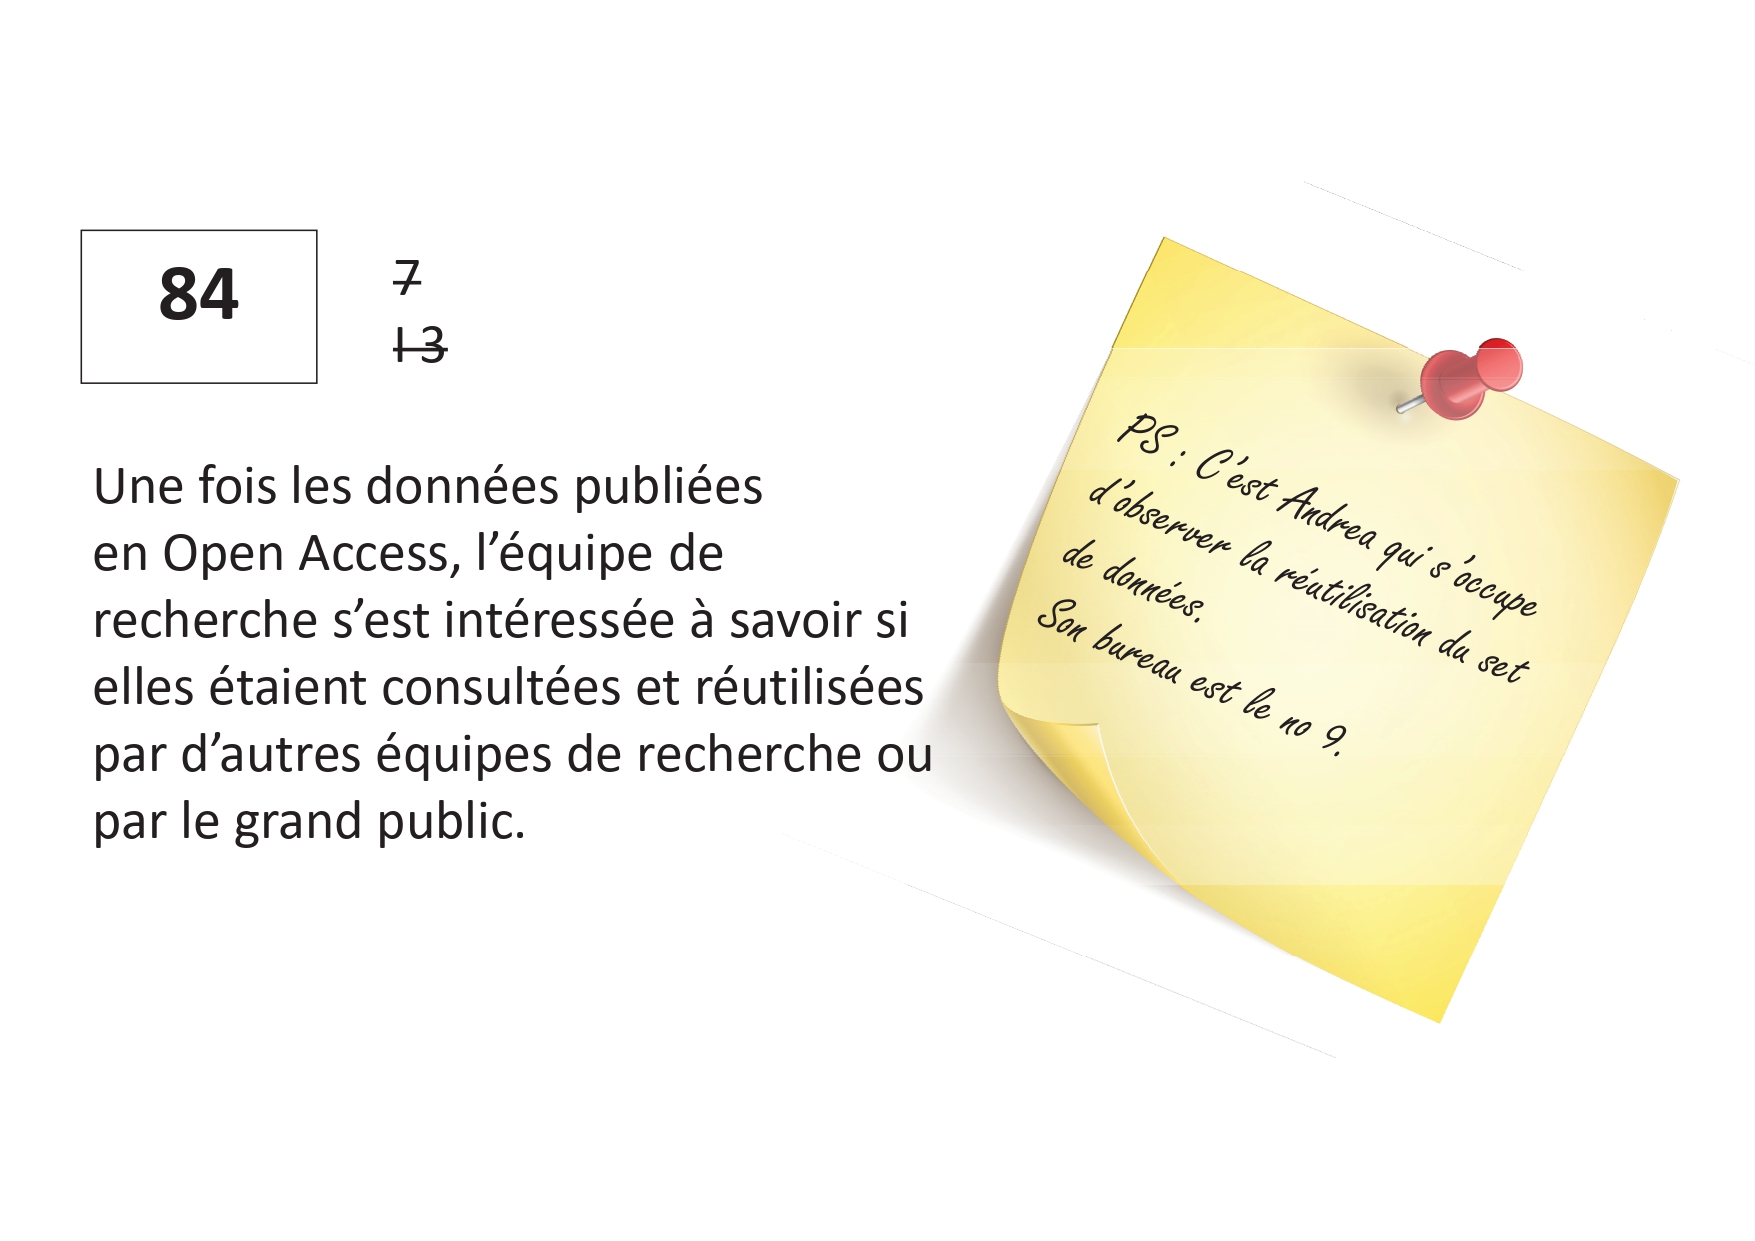 84
7
I 3
Une fois les données publiées
en Open Access, l’équipe de
recherche s’est intéressée à savoir si
elles étaient consultées et réutilisées
par d’autres équipes de recherche ou
par le grand public.
PS : C’est Andrea qui s’occupe
d’observer la réutilisation du set
de données.
Son bureau est le no 9.